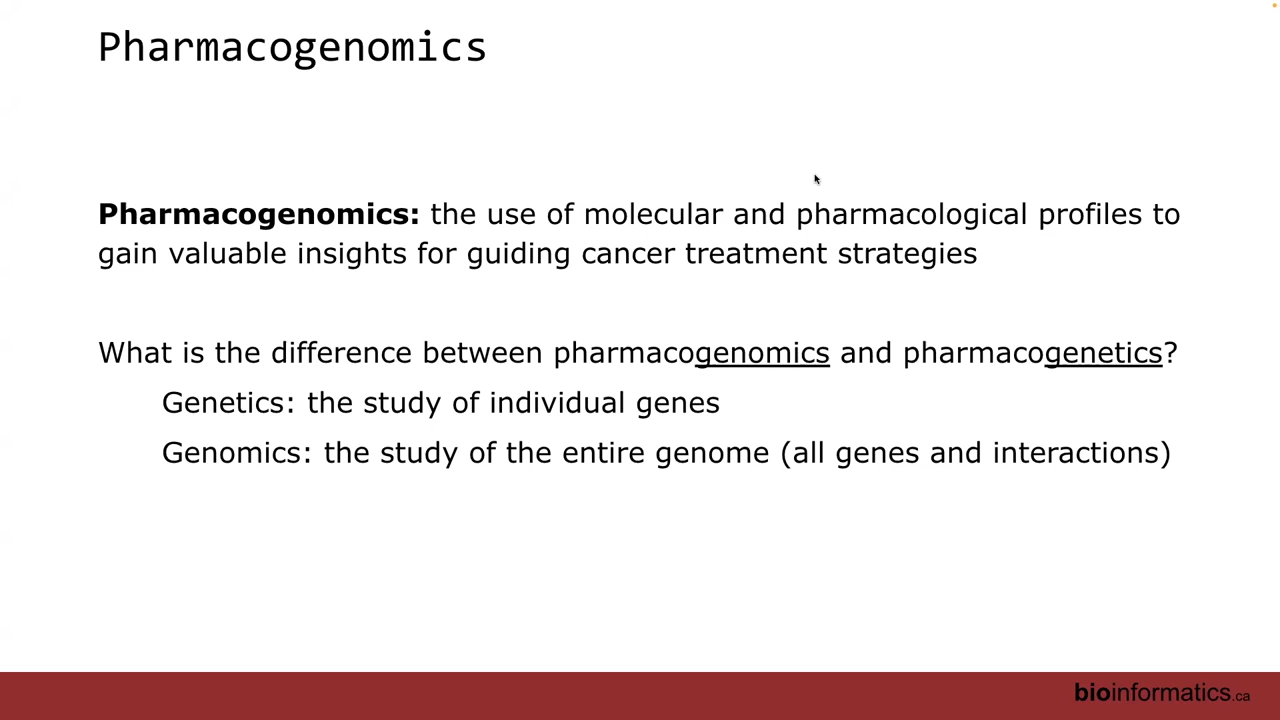 Pharmacogenomics
Pharmacogenomics: the use of molecular and pharmacological profiles to
gain valuable insights for guiding cancer treatment strategies
What is the difference between pharmacogenomics and pharmacogenetics?
Genetics: the study of individual genes
Genomics: the study of the entire genome (all genes and interactions)
bioinformatics.ca